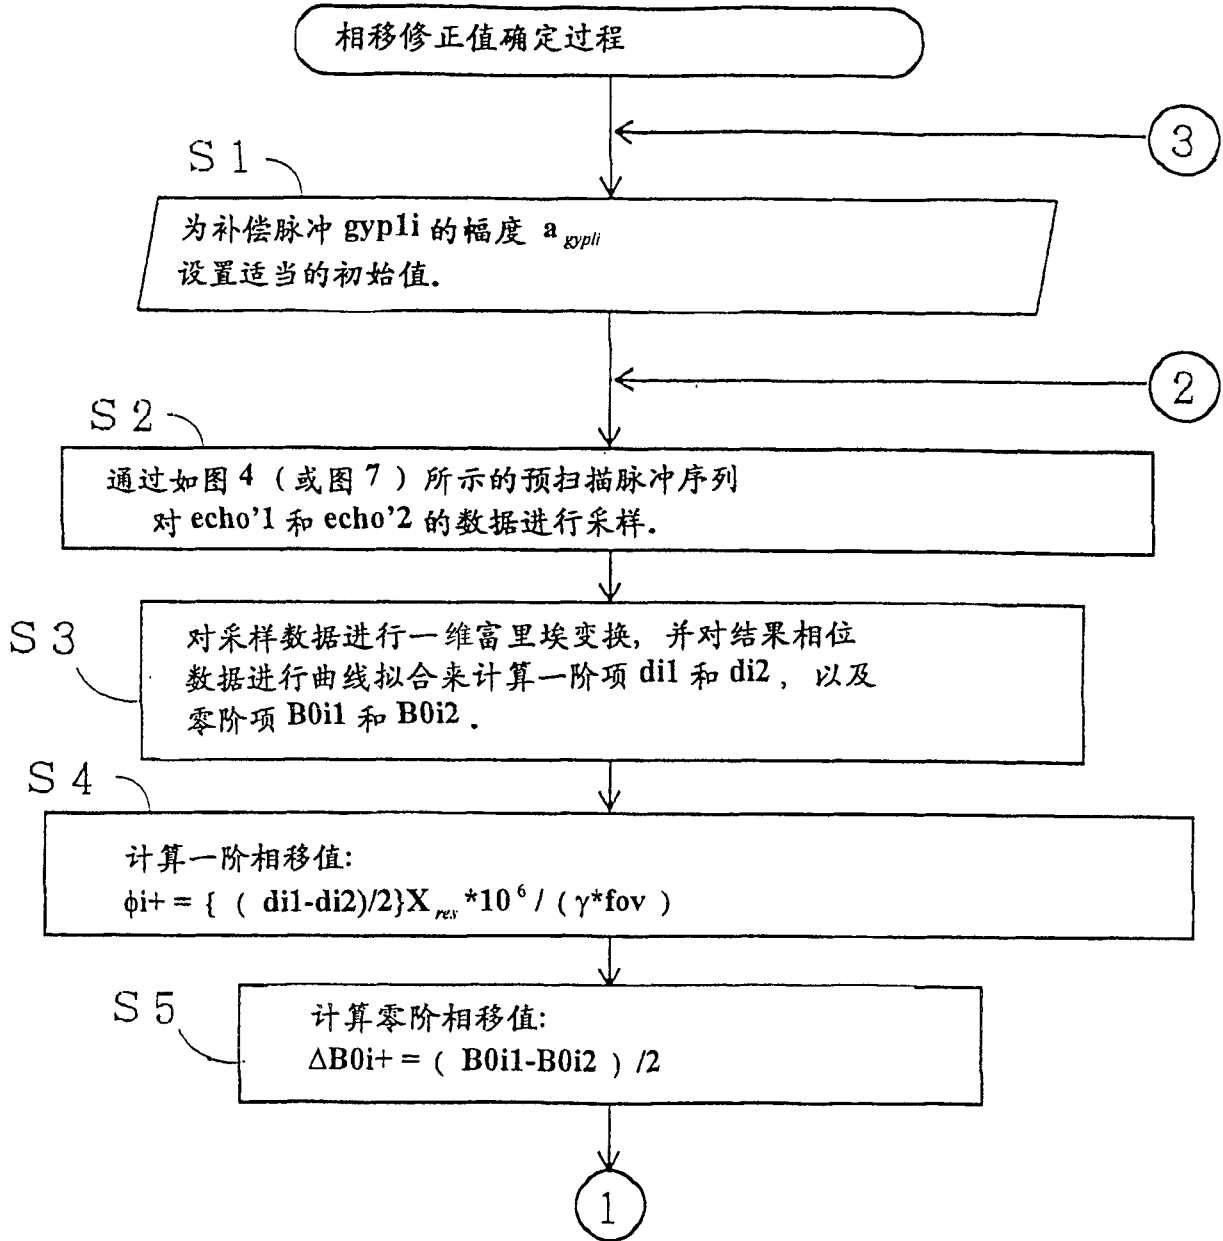 相移修正值确定过程
3
S1
为补偿脉冲 gyp1i 的幅度 a gypli
设置适当的初始值.
2
S2
通过如图 4 (或图 7) 所示的预扫描脉冲序列
对 echo'1 和 echo'2 的数据进行采样.
S3
对采样数据进行一维富里埃变换, 并对结果相位
数据进行曲线拟合来计算一阶项 di1 和 di2, 以及
零阶项 B0i1 和 B0i2.
S4
计算一阶相移值:
ϕi+ = { ( di1-di2)/2}X res *10 ⁶ / (γ*fov )
S5
计算零阶相移值:
ΔB0i+ = ( B0i1-B0i2 ) /2
1